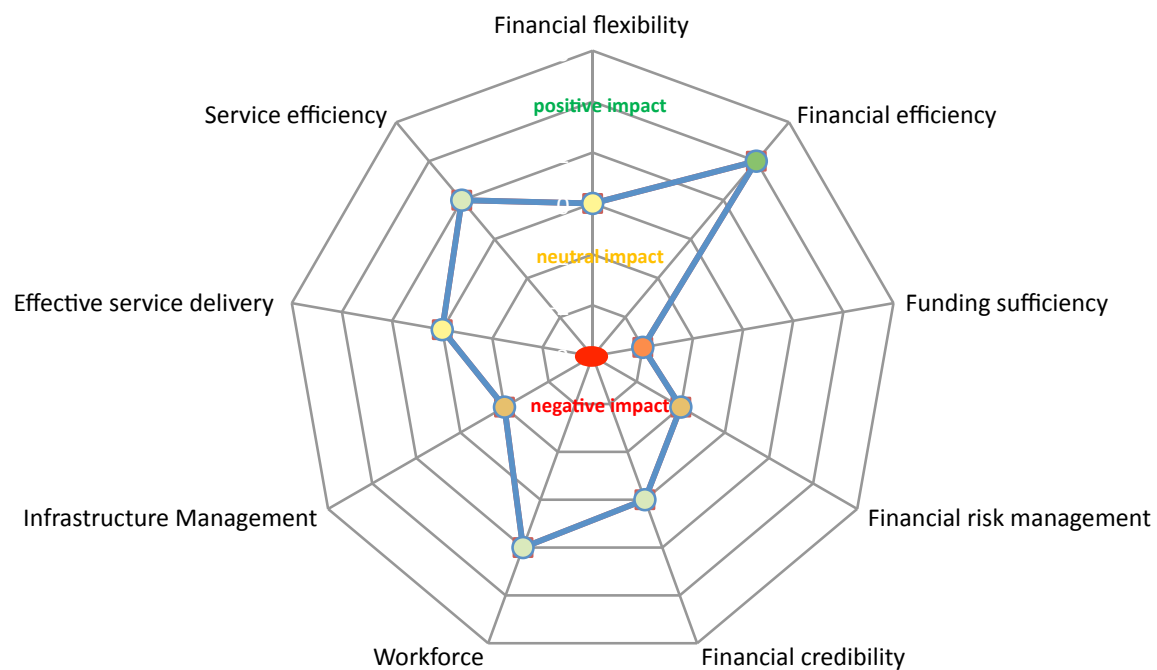 Financial flexibility
positive impact
Service efficiency
Financial efficiency
0
neutral impact
Effective service delivery
Funding sufficiency
negative impact
Infrastructure Management
Financial risk management
Workforce
Financial credibility